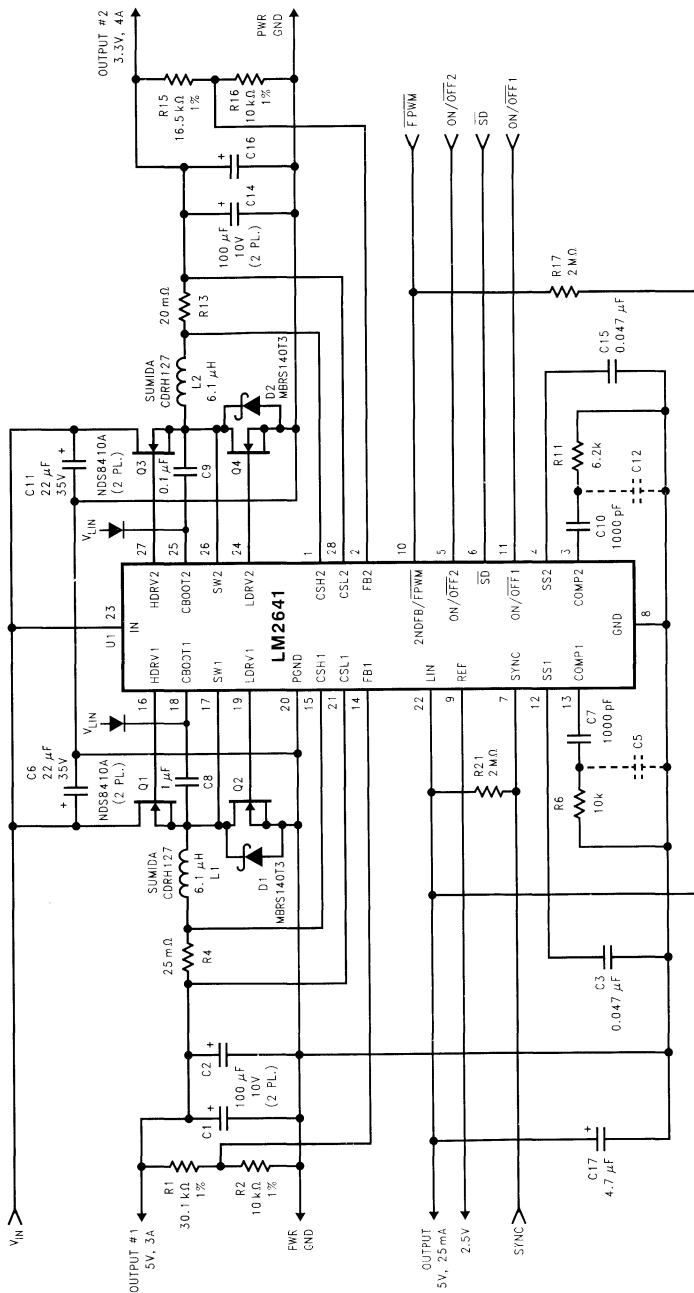 V_IN
OUTPUT #1
5V, 3A
R1
30.1 kΩ
1%
R2
10 kΩ
1%
PWR
GND
C1
+
C2
+
100 μF
10V
(2 PL.)
25 mΩ
R4
SUMIDA
CDRH127
6.1 μH
L1
D1
MBRS140T3
C6
22 μF
35V
+
NDS8410A
(2 PL.)
Q1
Q2
1 μF
C8
V_LIN
U1
23
IN
LM2641
16
HDRV1
18
CBOOT1
17
SW1
19
LDRV1
20
PGND
15
CSH1
21
CSL1
14
FB1
22
LIN
9
REF
7
SYNC
12
SS1
13
COMP1
8
GND
27
HDRV2
25
CBOOT2
26
SW2
24
LDRV2
1
CSH2
28
CSL2
2
FB2
10
2NDFB/FPWM
5
ON/OFF2
6
SD
11
ON/OFF1
4
SS2
3
COMP2
V_LIN
C11
22 μF
35V
+
NDS8410A
(2 PL.)
Q3
0.1 μF
C9
Q4
SUMIDA
CDRH127
L2
6.1 μH
D2
MBRS140T3
20 mΩ
R13
100 μF
10V
(2 PL.)
+
C14
+
C16
R15
16.5 kΩ
1%
R16
10 kΩ
1%
OUTPUT #2
3.3V, 4A
PWR
GND
FPWM
ON/OFF2
SD
ON/OFF1
R17
2 MΩ
C15
0.047 μF
R11
6.2k
C10
1000 pF
C12
OUTPUT
5V, 25mA
2.5V
SYNC
R21
2 MΩ
C7
1000 pF
C5
R6
10k
C3
0.047 μF
C17
4.7 μF
+